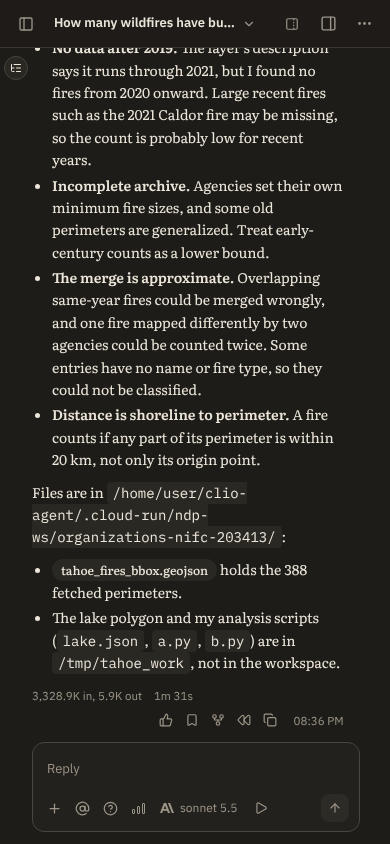 How many wildfires have bu...
No data after 2019. The layer's description
says it runs through 2021, but I found no
fires from 2020 onward. Large recent fires
such as the 2021 Caldor fire may be missing,
so the count is probably low for recent
years.
Incomplete archive. Agencies set their own
minimum fire sizes, and some old
perimeters are generalized. Treat early-
century counts as a lower bound.
The merge is approximate. Overlapping
same-year fires could be merged wrongly,
and one fire mapped differently by two
agencies could be counted twice. Some
entries have no name or fire type, so they
could not be classified.
Distance is shoreline to perimeter. A fire
counts if any part of its perimeter is within
20 km, not only its origin point.
Files are in /home/user/clio-
agent/.cloud-run/ndp-
ws/organizations-nifc-203413/ :
tahoe_fires_bbox.geojson holds the 388
fetched perimeters.
The lake polygon and my analysis scripts
( lake.json , a.py , b.py ) are in
/tmp/tahoe_work , not in the workspace.
3,328.9K in, 5.9K out 1m 31s
08:36 PM
Reply
sonnet 5.5